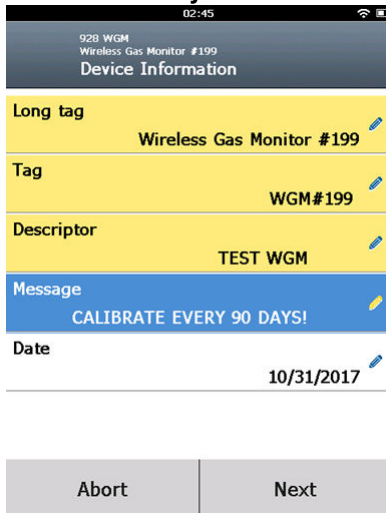 02:45
928 WGM
Wireless Gas Monitor #199
Device Information
Long tag
Wireless Gas Monitor #199
Tag
WGM#199
Descriptor
TEST WGM
Message
CALIBRATE EVERY 90 DAYS!
Date
10/31/2017
Abort Next